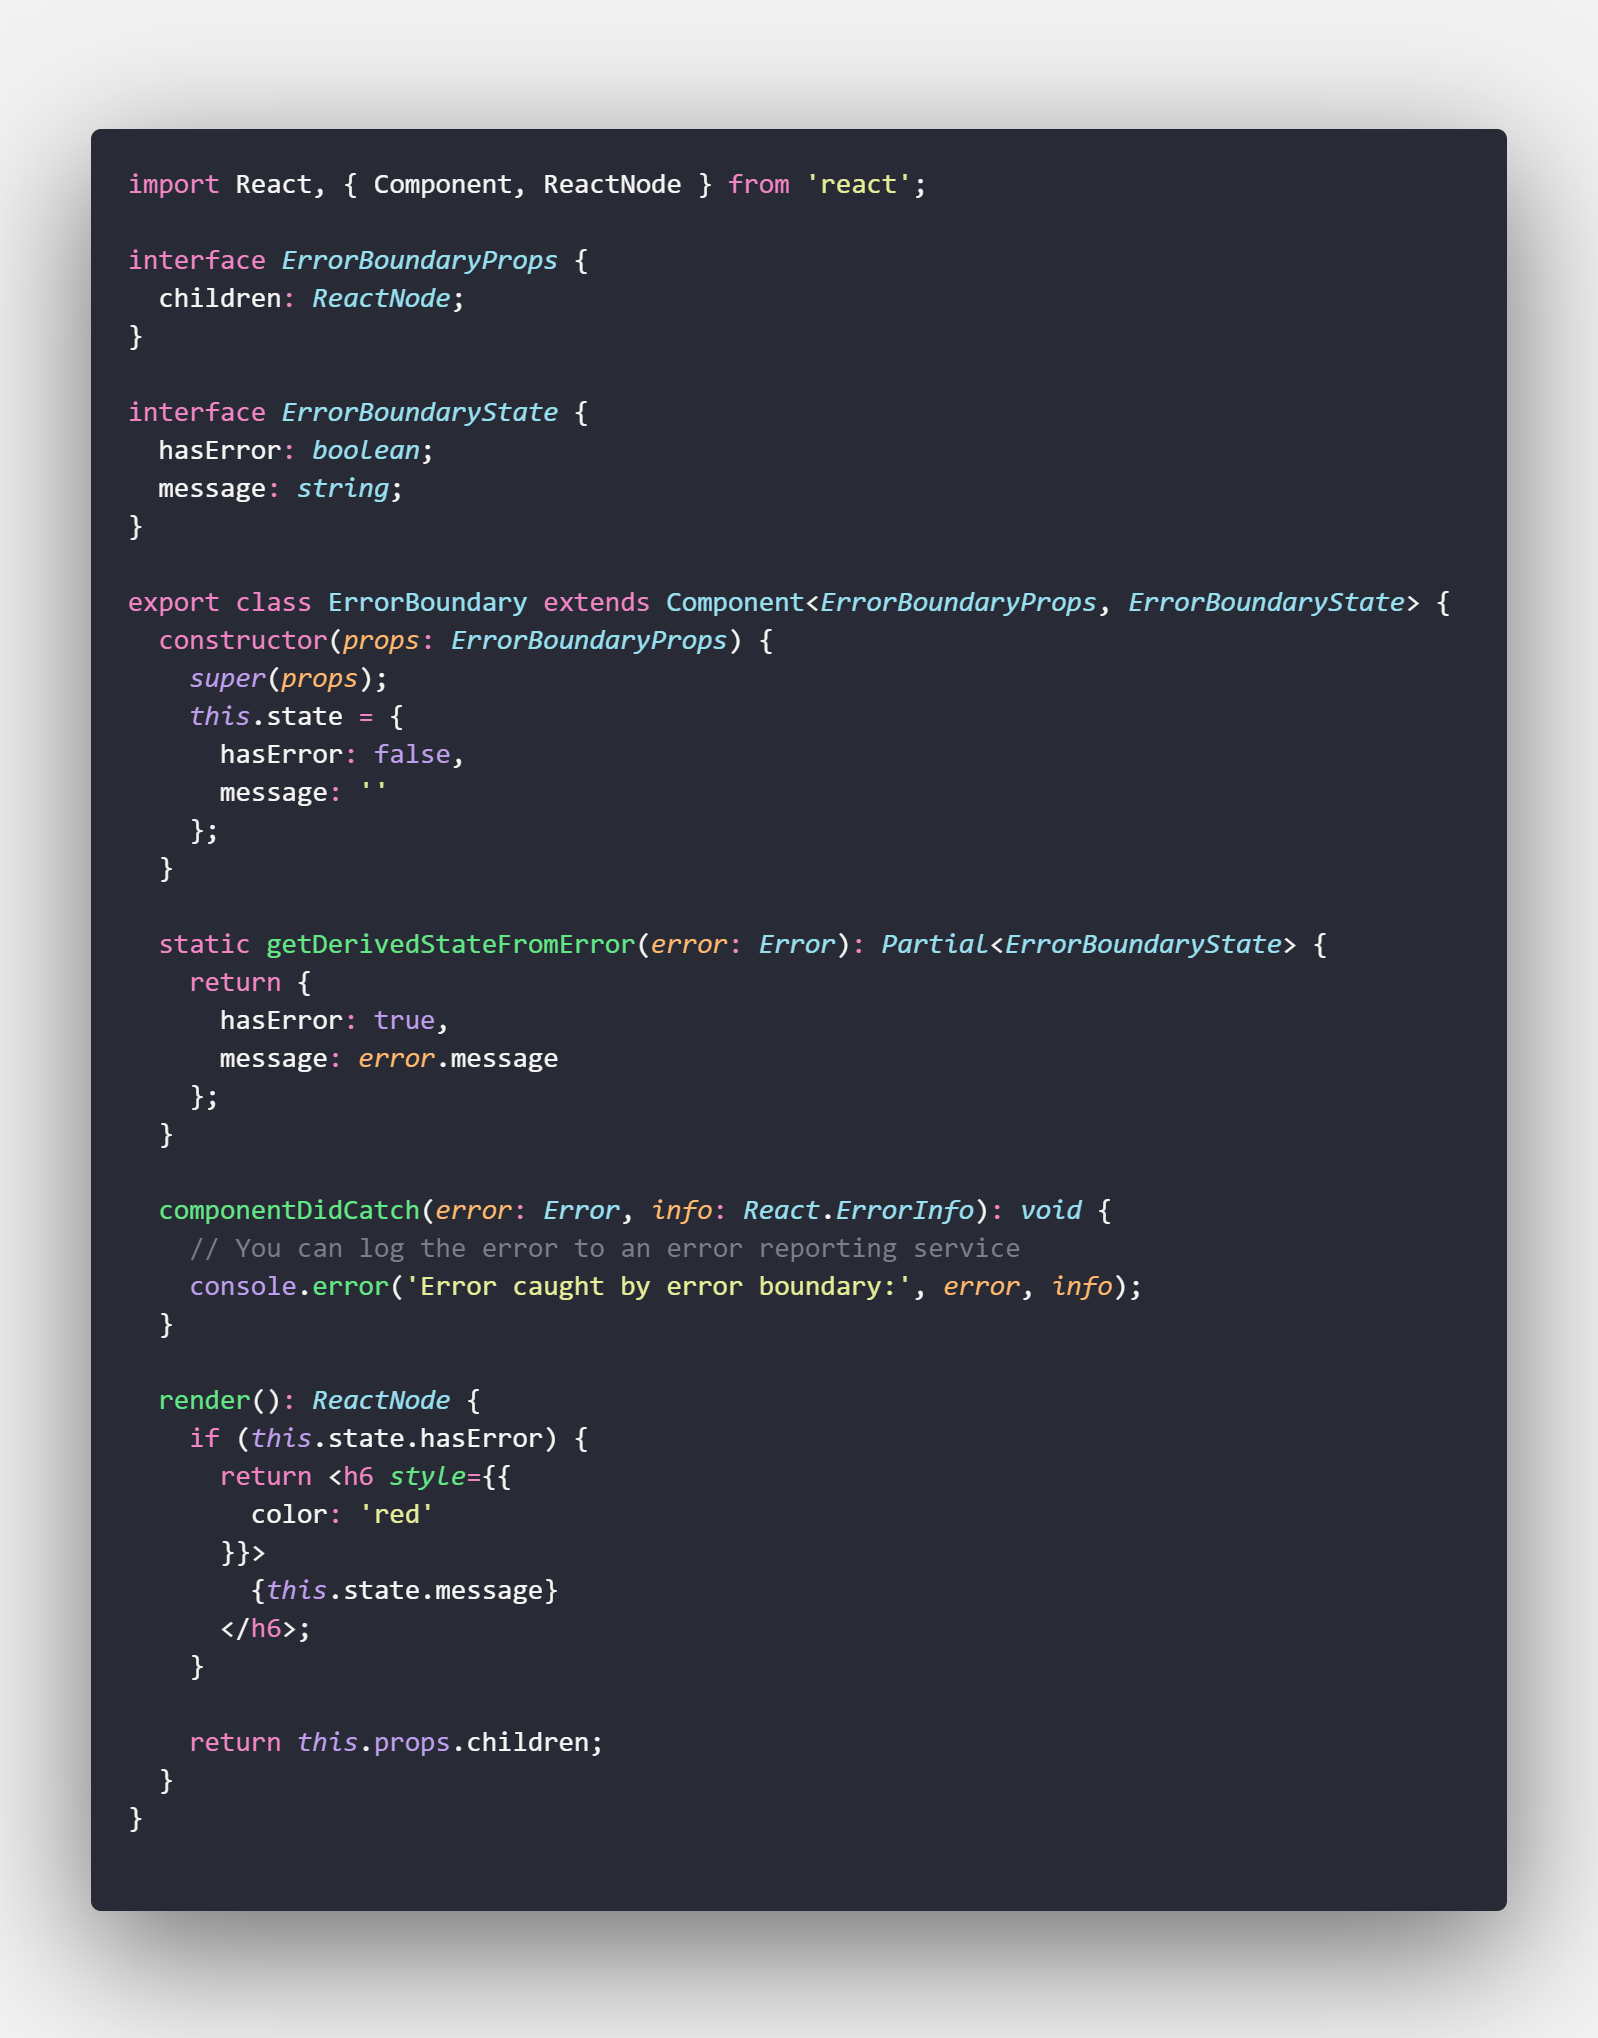 import React, { Component, ReactNode } from 'react';

interface ErrorBoundaryProps {
  children: ReactNode;
}

interface ErrorBoundaryState {
  hasError: boolean;
  message: string;
}

export class ErrorBoundary extends Component<ErrorBoundaryProps, ErrorBoundaryState> {
  constructor(props: ErrorBoundaryProps) {
    super(props);
    this.state = {
      hasError: false,
      message: ''
    };
  }

  static getDerivedStateFromError(error: Error): Partial<ErrorBoundaryState> {
    return {
      hasError: true,
      message: error.message
    };
  }

  componentDidCatch(error: Error, info: React.ErrorInfo): void {
    // You can log the error to an error reporting service
    console.error('Error caught by error boundary:', error, info);
  }

  render(): ReactNode {
    if (this.state.hasError) {
      return <h6 style={{
        color: 'red'
      }}>
        {this.state.message}
      </h6>;
    }

    return this.props.children;
  }
}